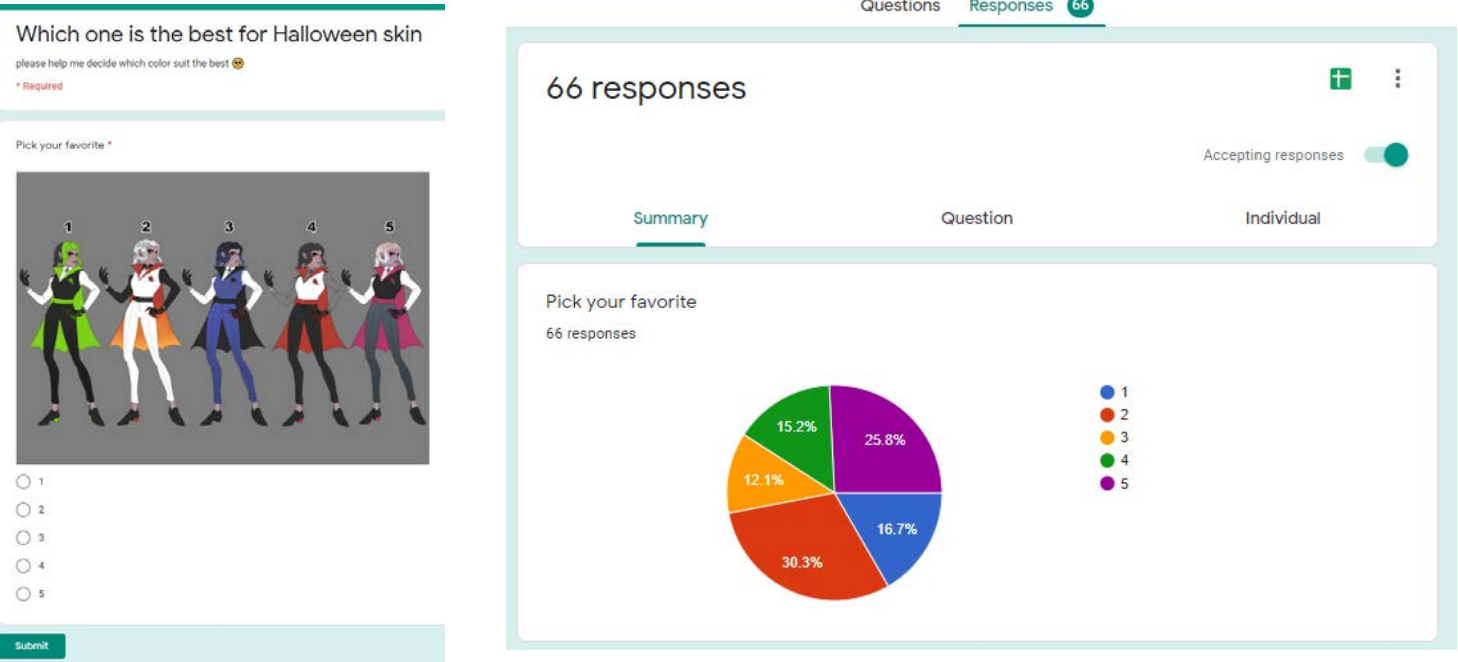 Which one is the best for Halloween skin
please help me decide which color suit the best
* Required
Pick your favorite *
1 2 3 4 5
1
2
3
4
5
Submit
Questions Responses 66
66 responses
Accepting responses
Summary Question Individual
Pick your favorite
66 responses
15.2%
25.8%
12.1%
16.7%
30.3%
1
2
3
4
5